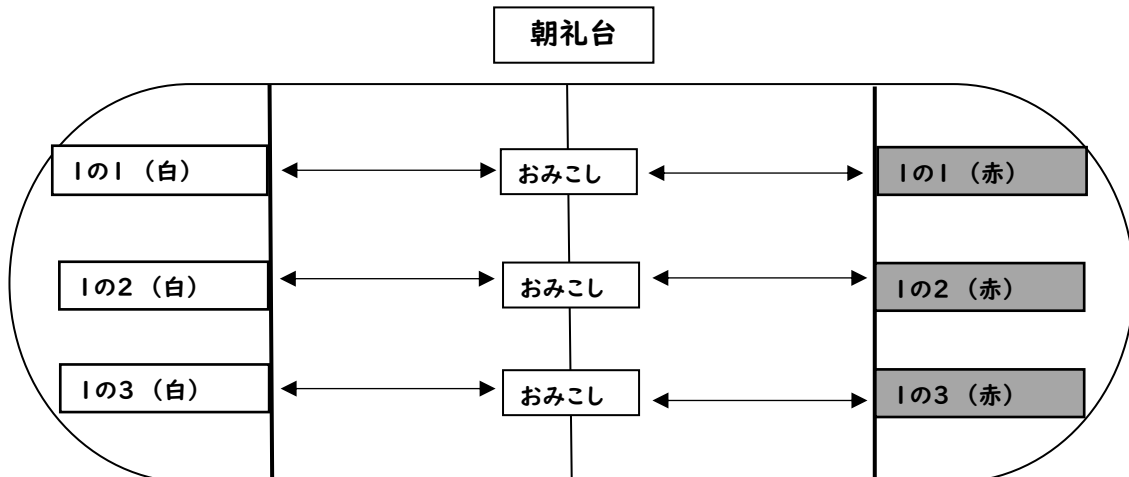 朝礼台
1の1（白）
おみこし
1の1（赤）
1の2（白）
おみこし
1の2（赤）
1の3（白）
おみこし
1の3（赤）